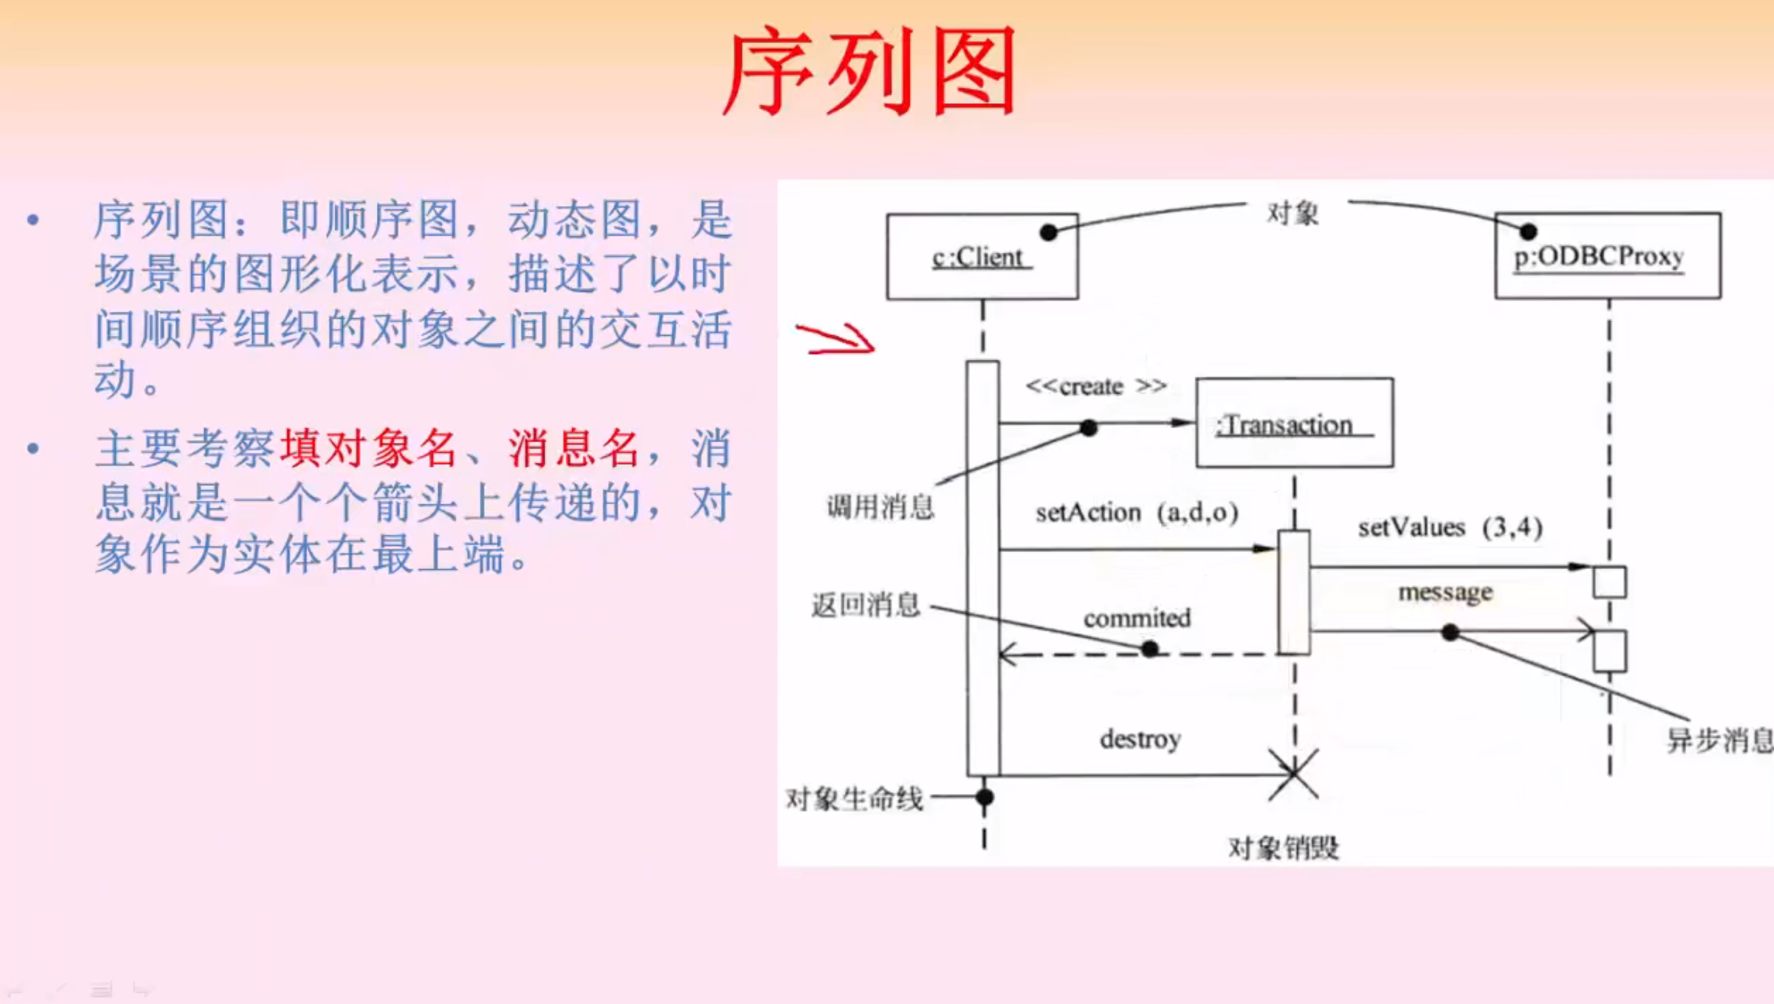 序列图
• 序列图：即顺序图，动态图，是
场景的图形化表示，描述了以时
间顺序组织的对象之间的交互活
动。
• 主要考察填对象名、消息名，消
息就是一个个箭头上传递的，对
象作为实体在最上端。
对象
c:Client
p:ODBCProxy
<<create >>
:Transaction
调用消息
setAction (a,d,o)
setValues (3,4)
message
返回消息
commited
异步消息
destroy
对象生命线
对象销毁